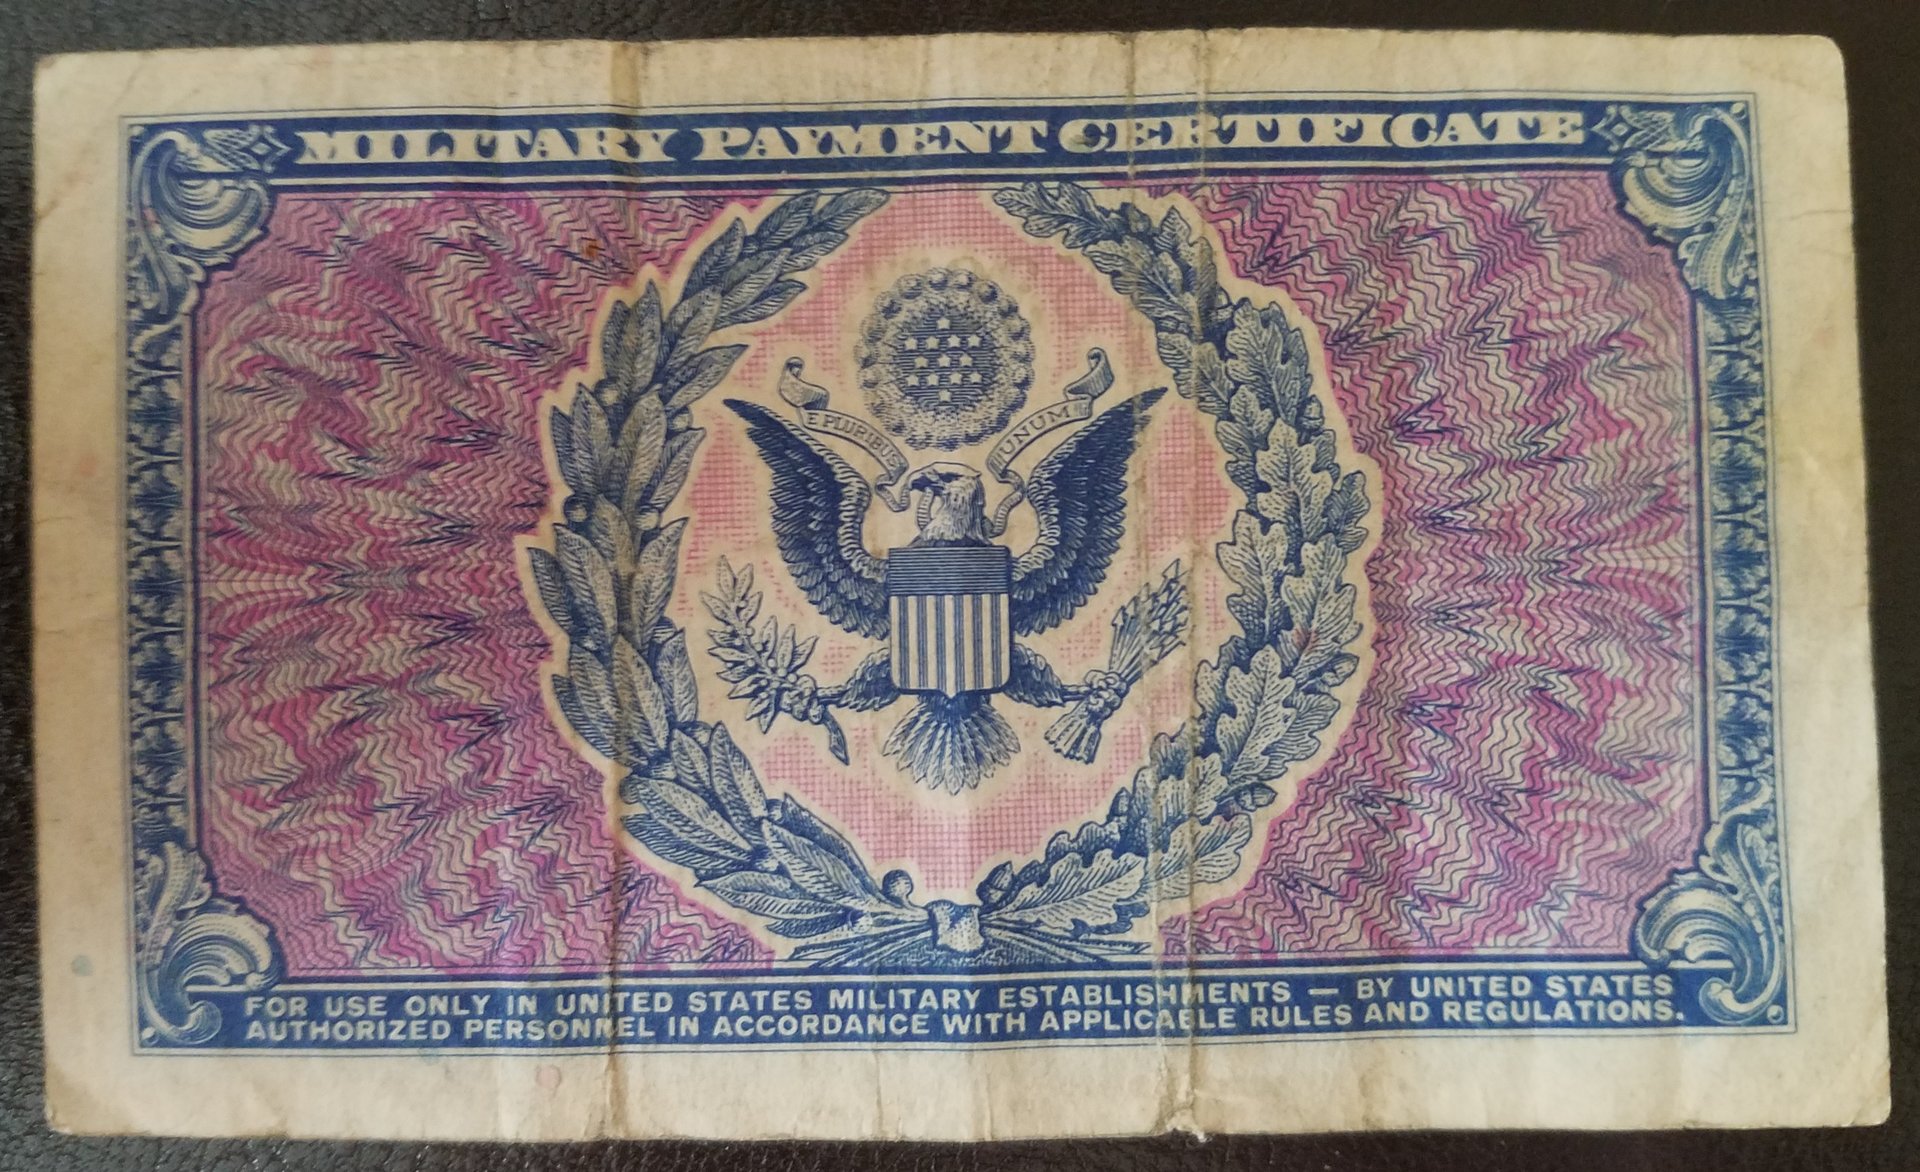 MILITARY PAYMENT CERTIFICATE
E PLURIBUS UNUM
FOR USE ONLY IN UNITED STATES MILITARY ESTABLISHMENTS — BY UNITED STATES
AUTHORIZED PERSONNEL IN ACCORDANCE WITH APPLICABLE RULES AND REGULATIONS.